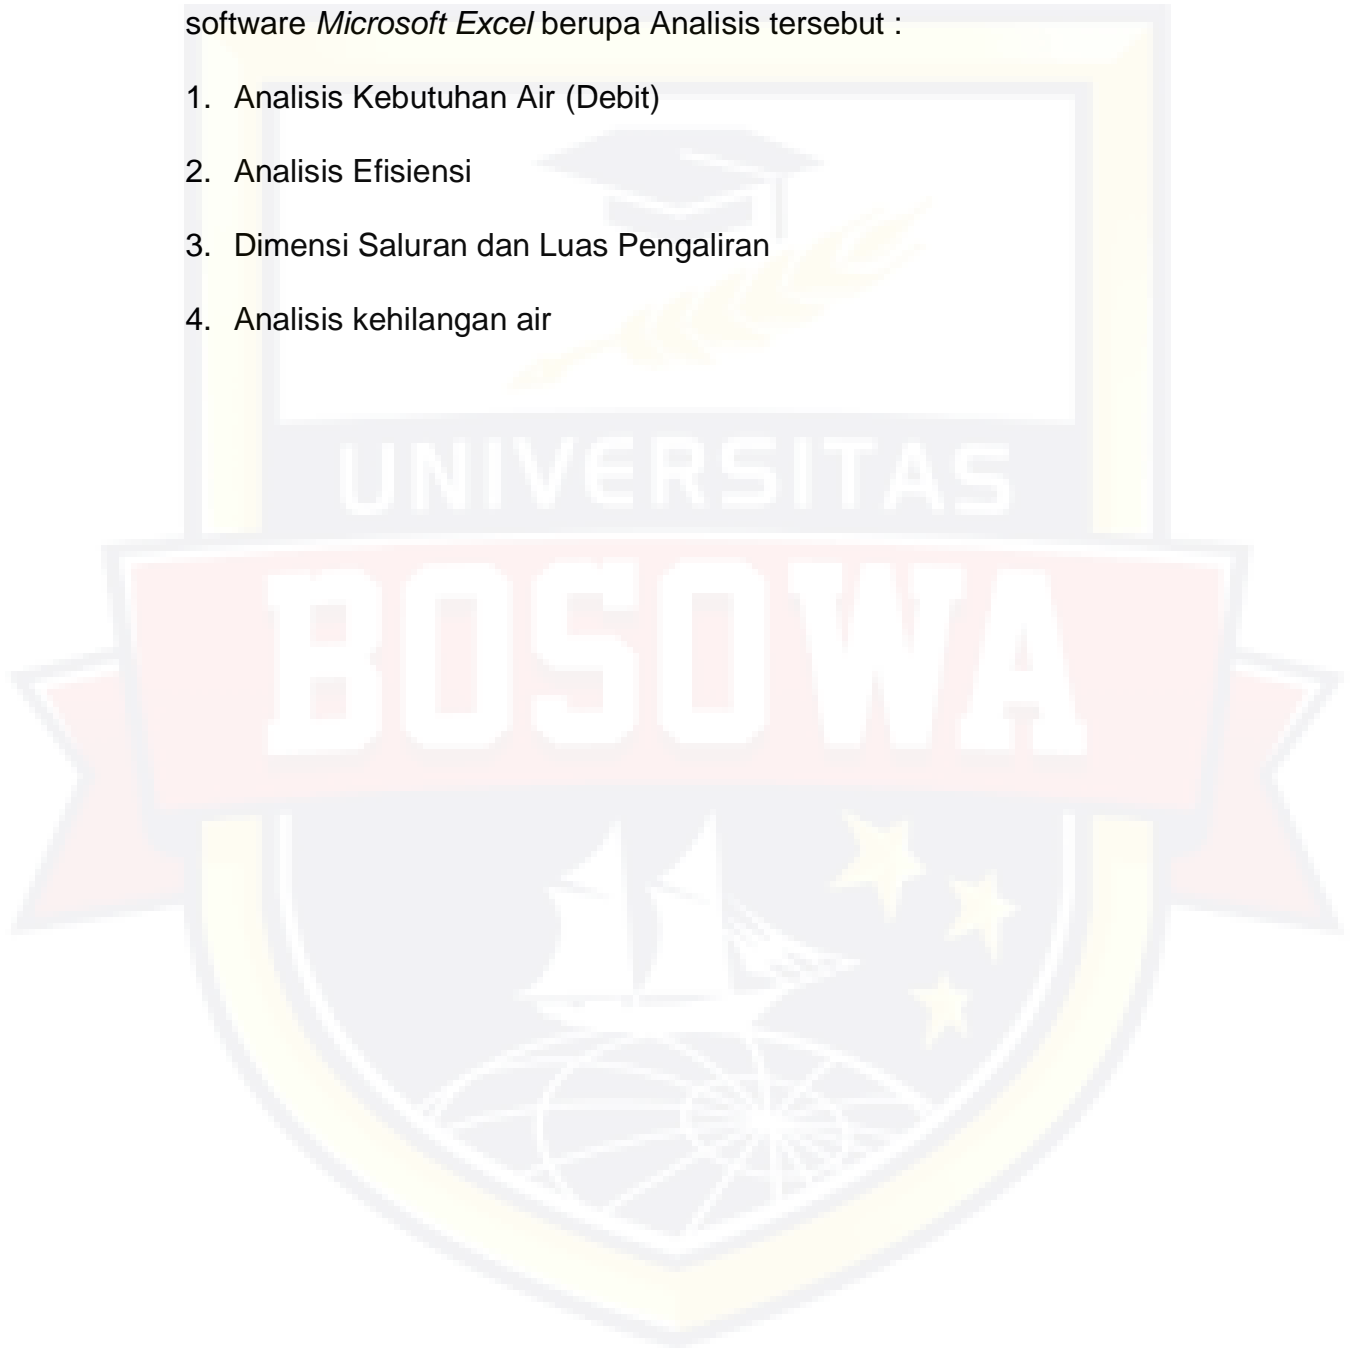 software Microsoft Excel berupa Analisis tersebut :
1. Analisis Kebutuhan Air (Debit)
2. Analisis Efisiensi
3. Dimensi Saluran dan Luas Pengaliran
4. Analisis kehilangan air
UNIVERSITAS
BOSOWA